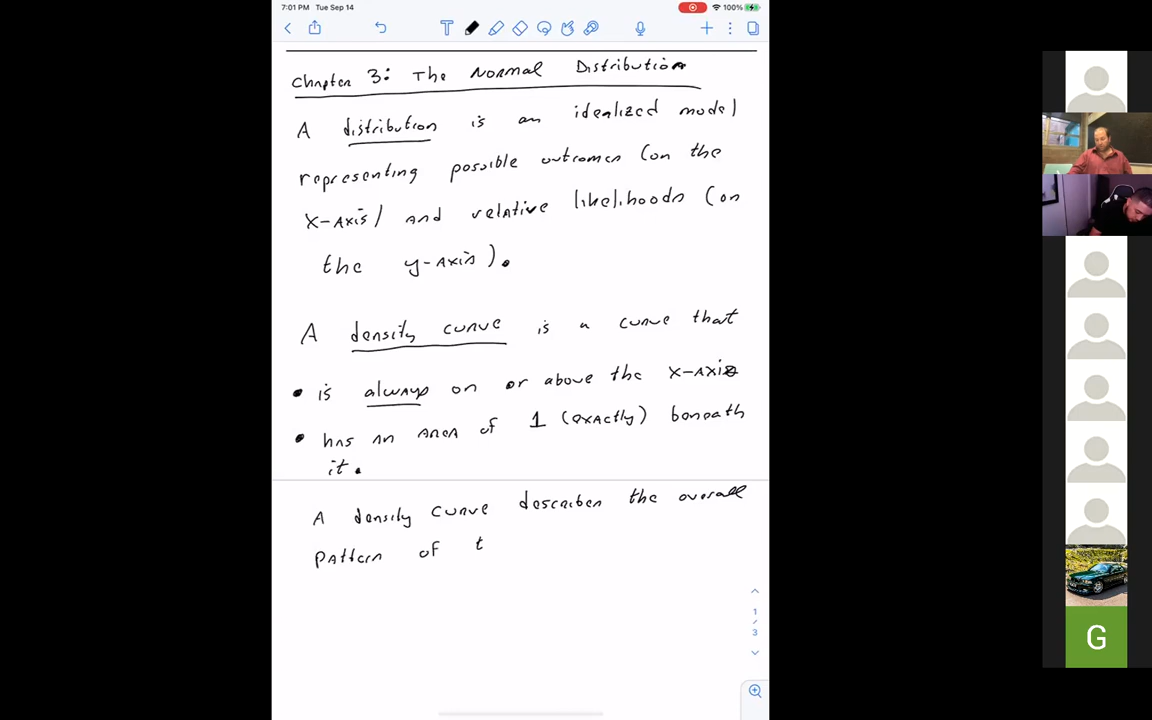 7:01 PM Tue Sep 14
100%
T
Chapter 3: The Normal Distribution
A distribution is an idealized model
representing possible outcomes (on the
x-axis) and relative likelihoods (on
the y-axis).
A density curve is a curve that
• is always on or above the x-axis
• has an area of 1 (exactly) beneath
it.
A density curve describes the overall
pattern of t
1
/
3
G